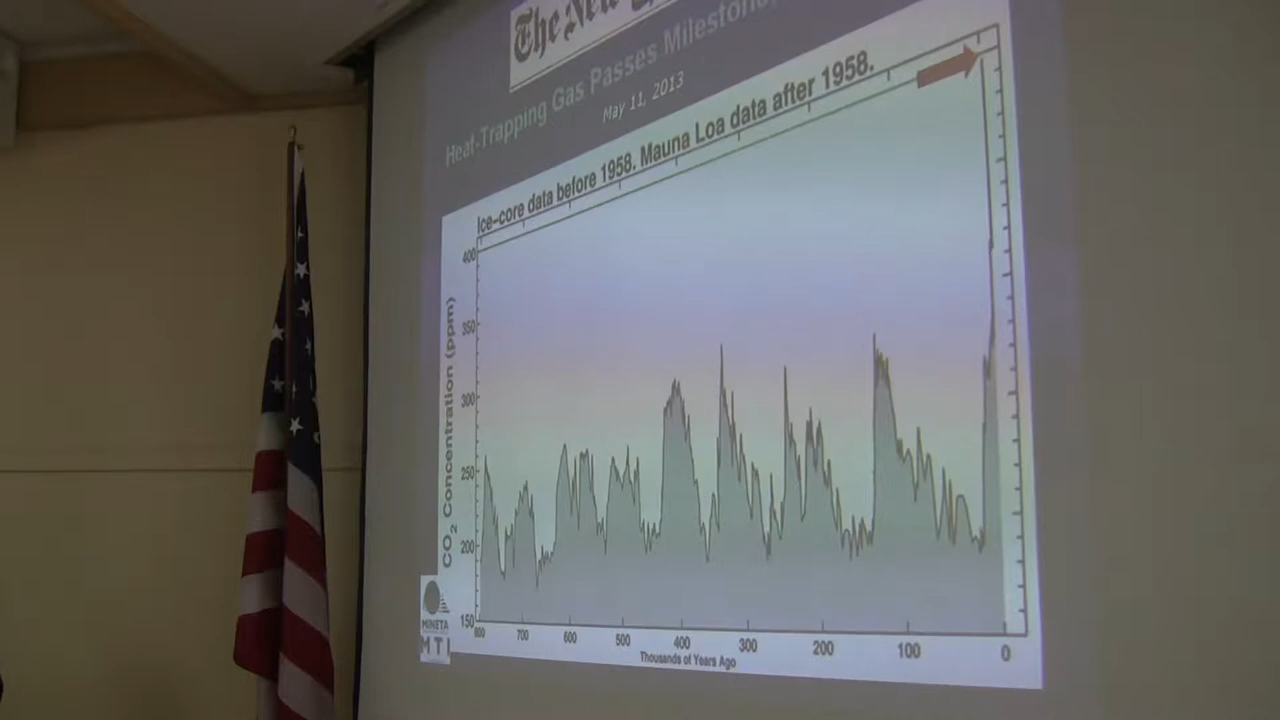 The New
Heat-Trapping Gas Passes Milestone,
May 11, 2013
Ice-core data before 1958. Mauna Loa data after 1958.
CO2 Concentration (ppm)
400
350
300
250
200
150
800 700 600 500 400 300 200 100 0
Thousands of Years Ago
MINETA
MTI